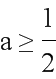 a ≥ 1/2